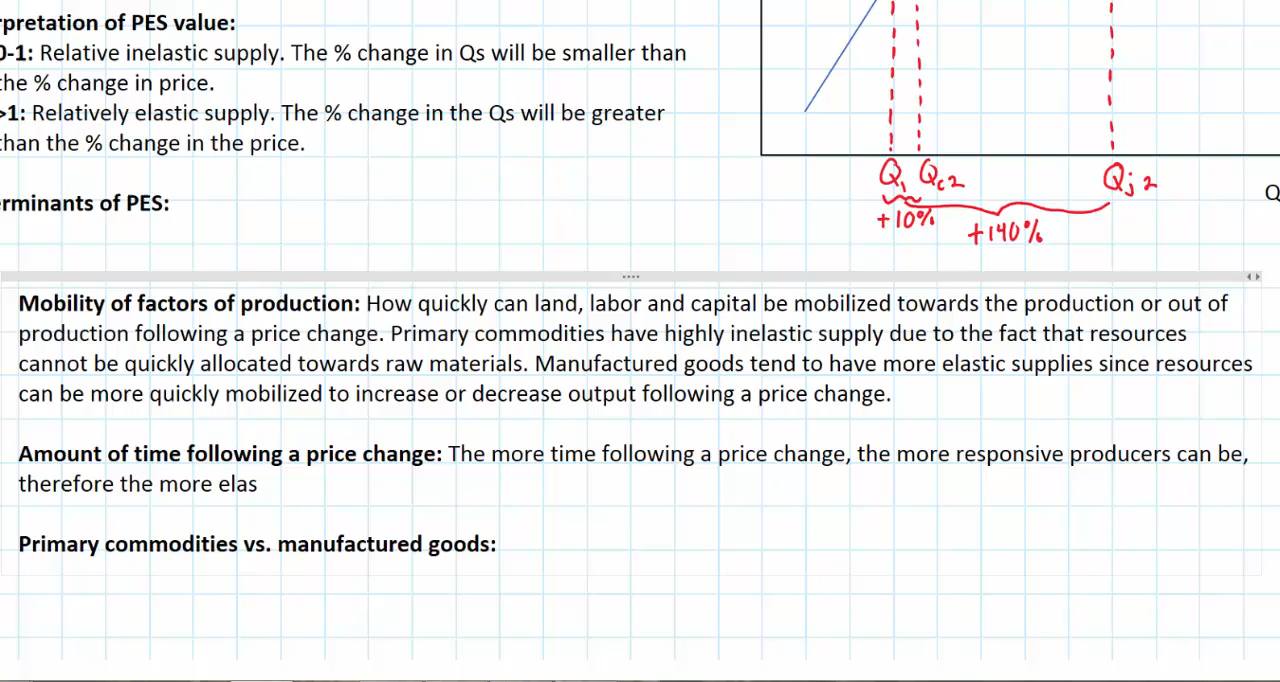 rpretation of PES value:
0-1: Relative inelastic supply. The % change in Qs will be smaller than
the % change in price.
>1: Relatively elastic supply. The % change in the Qs will be greater
than the % change in the price.
Q1 Qc2 Qj2
Q
+10%
+140%
rminants of PES:
Mobility of factors of production: How quickly can land, labor and capital be mobilized towards the production or out of
production following a price change. Primary commodities have highly inelastic supply due to the fact that resources
cannot be quickly allocated towards raw materials. Manufactured goods tend to have more elastic supplies since resources
can be more quickly mobilized to increase or decrease output following a price change.
Amount of time following a price change: The more time following a price change, the more responsive producers can be,
therefore the more elas
Primary commodities vs. manufactured goods: